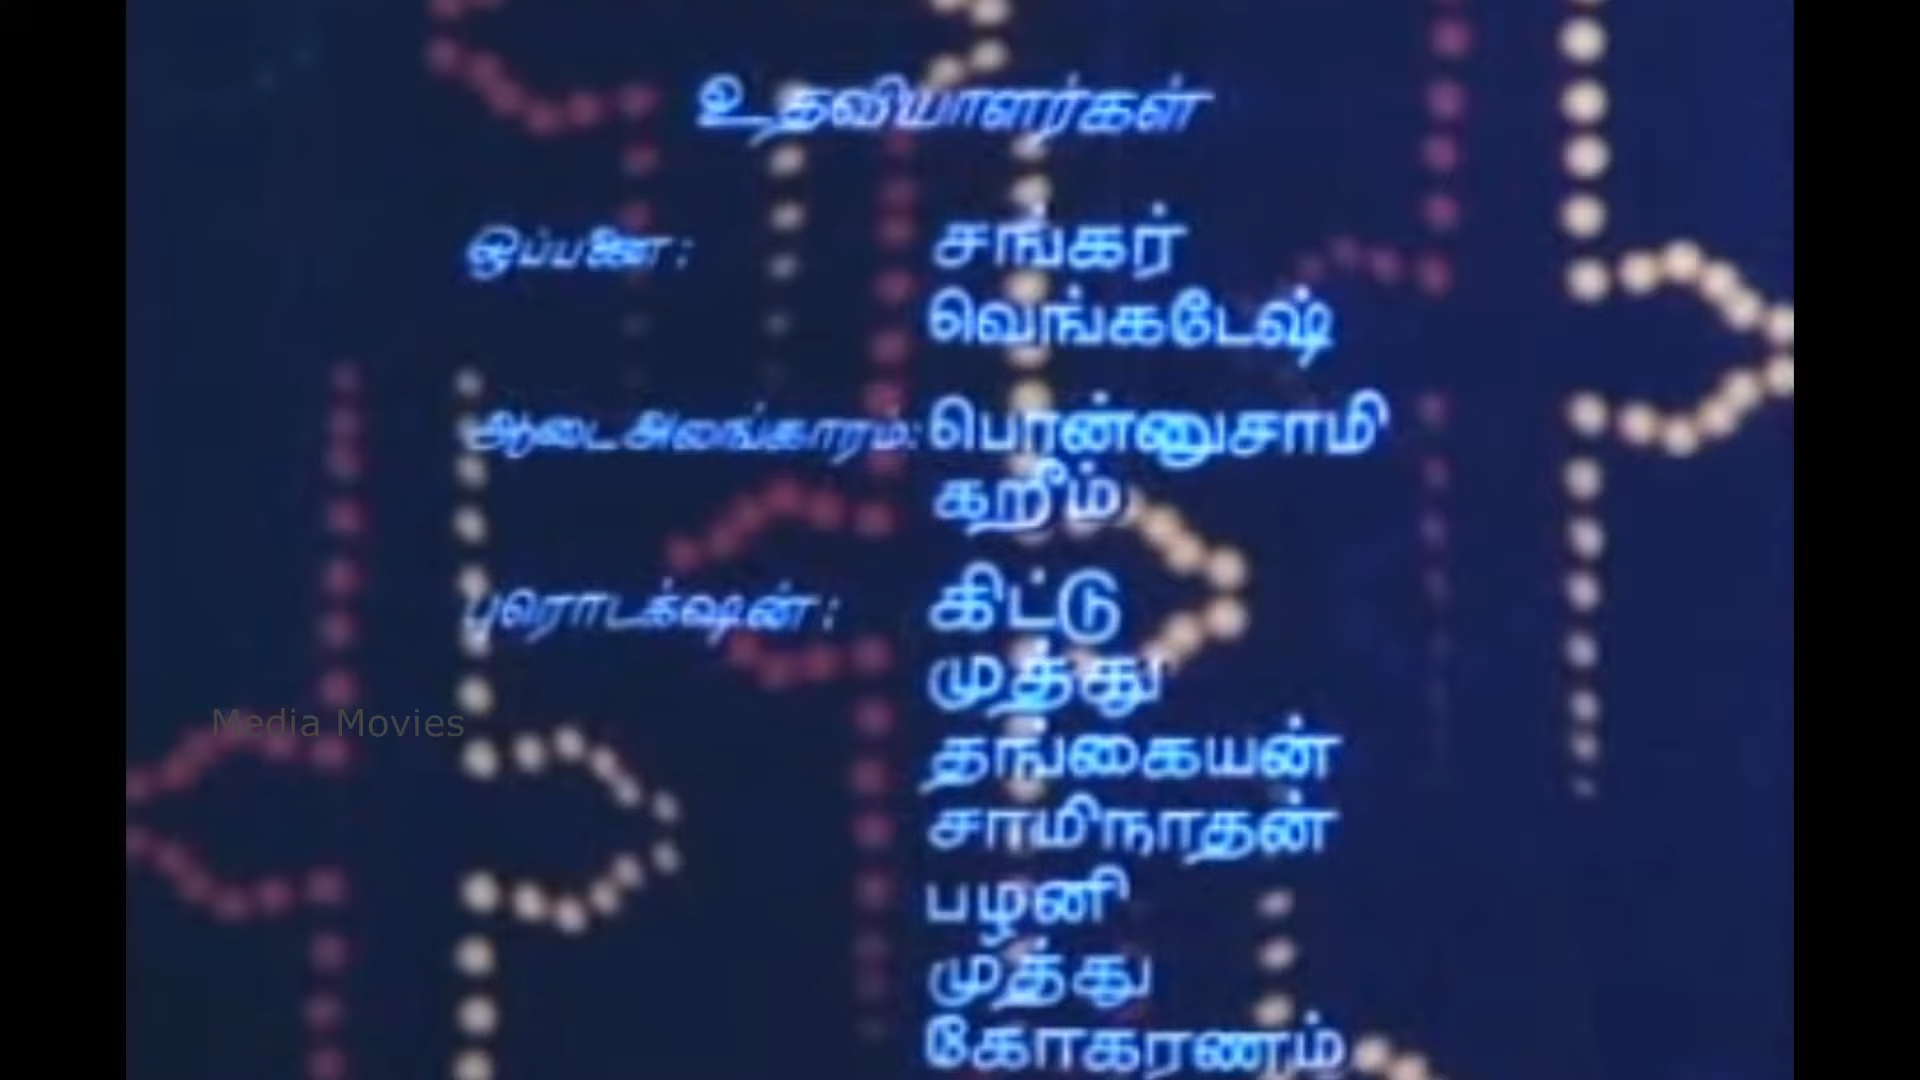 உதவியாளர்கள்
ஒப்பனை: சங்கர்
வெங்கடேஷ்
ஆடைஅலங்காரம்: பொன்னுசாமி
கறீம்
புரொடக்ஷன்: கிட்டு
முத்து
தங்கையன்
சாமிநாதன்
பழனி
முத்து
கோகரணம்
Media Movies